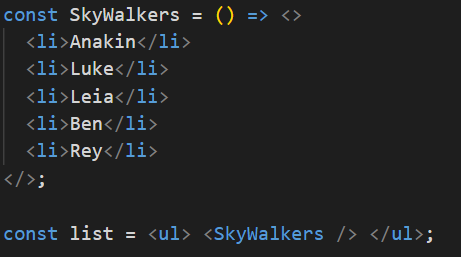 const SkyWalkers = () => <>
  <li>Anakin</li>
  <li>Luke</li>
  <li>Leia</li>
  <li>Ben</li>
  <li>Rey</li>
</>;

const list = <ul> <SkyWalkers /> </ul>;